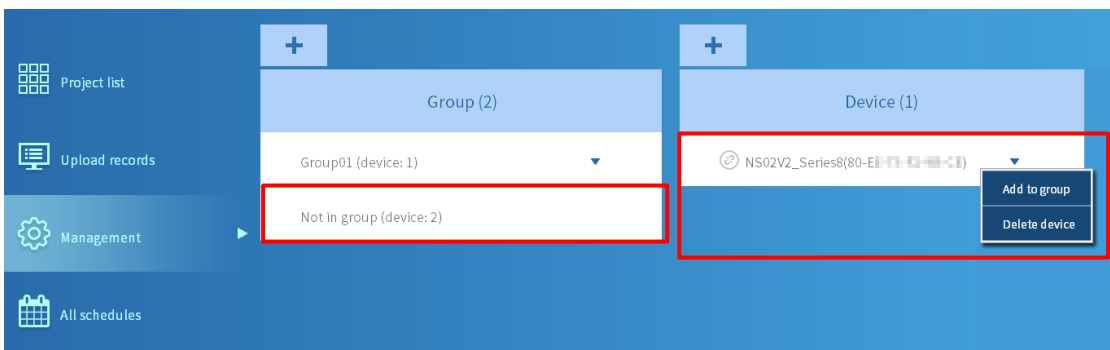 Project list
Upload records
Management
All schedules
+
Group (2)
Group01 (device: 1)
Not in group (device: 2)
+
Device (1)
NS02V2_Series8(80-E
Add to group
Delete device